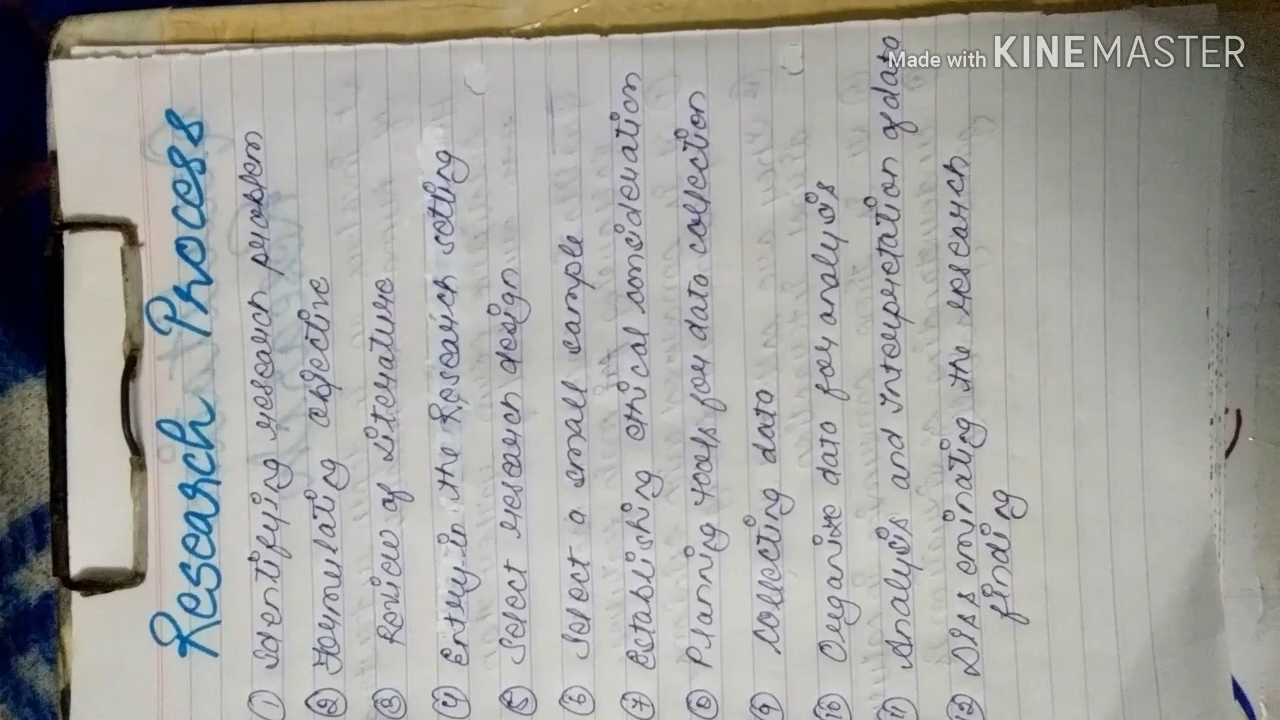 Made with KINEMASTER
Research Process
① Identifying research problem
② Formulating objective
③ Review of Literature
④ Entry in the Research setting
⑤ Select research design
⑥ Select a small sample
⑦ Establishing ethical consideration
⑧ Planning tools for data collection
⑨ Collecting data
⑩ Organize data for analysis
⑪ Analysis and Interpretation of data
⑫ Diss eminating the research
finding